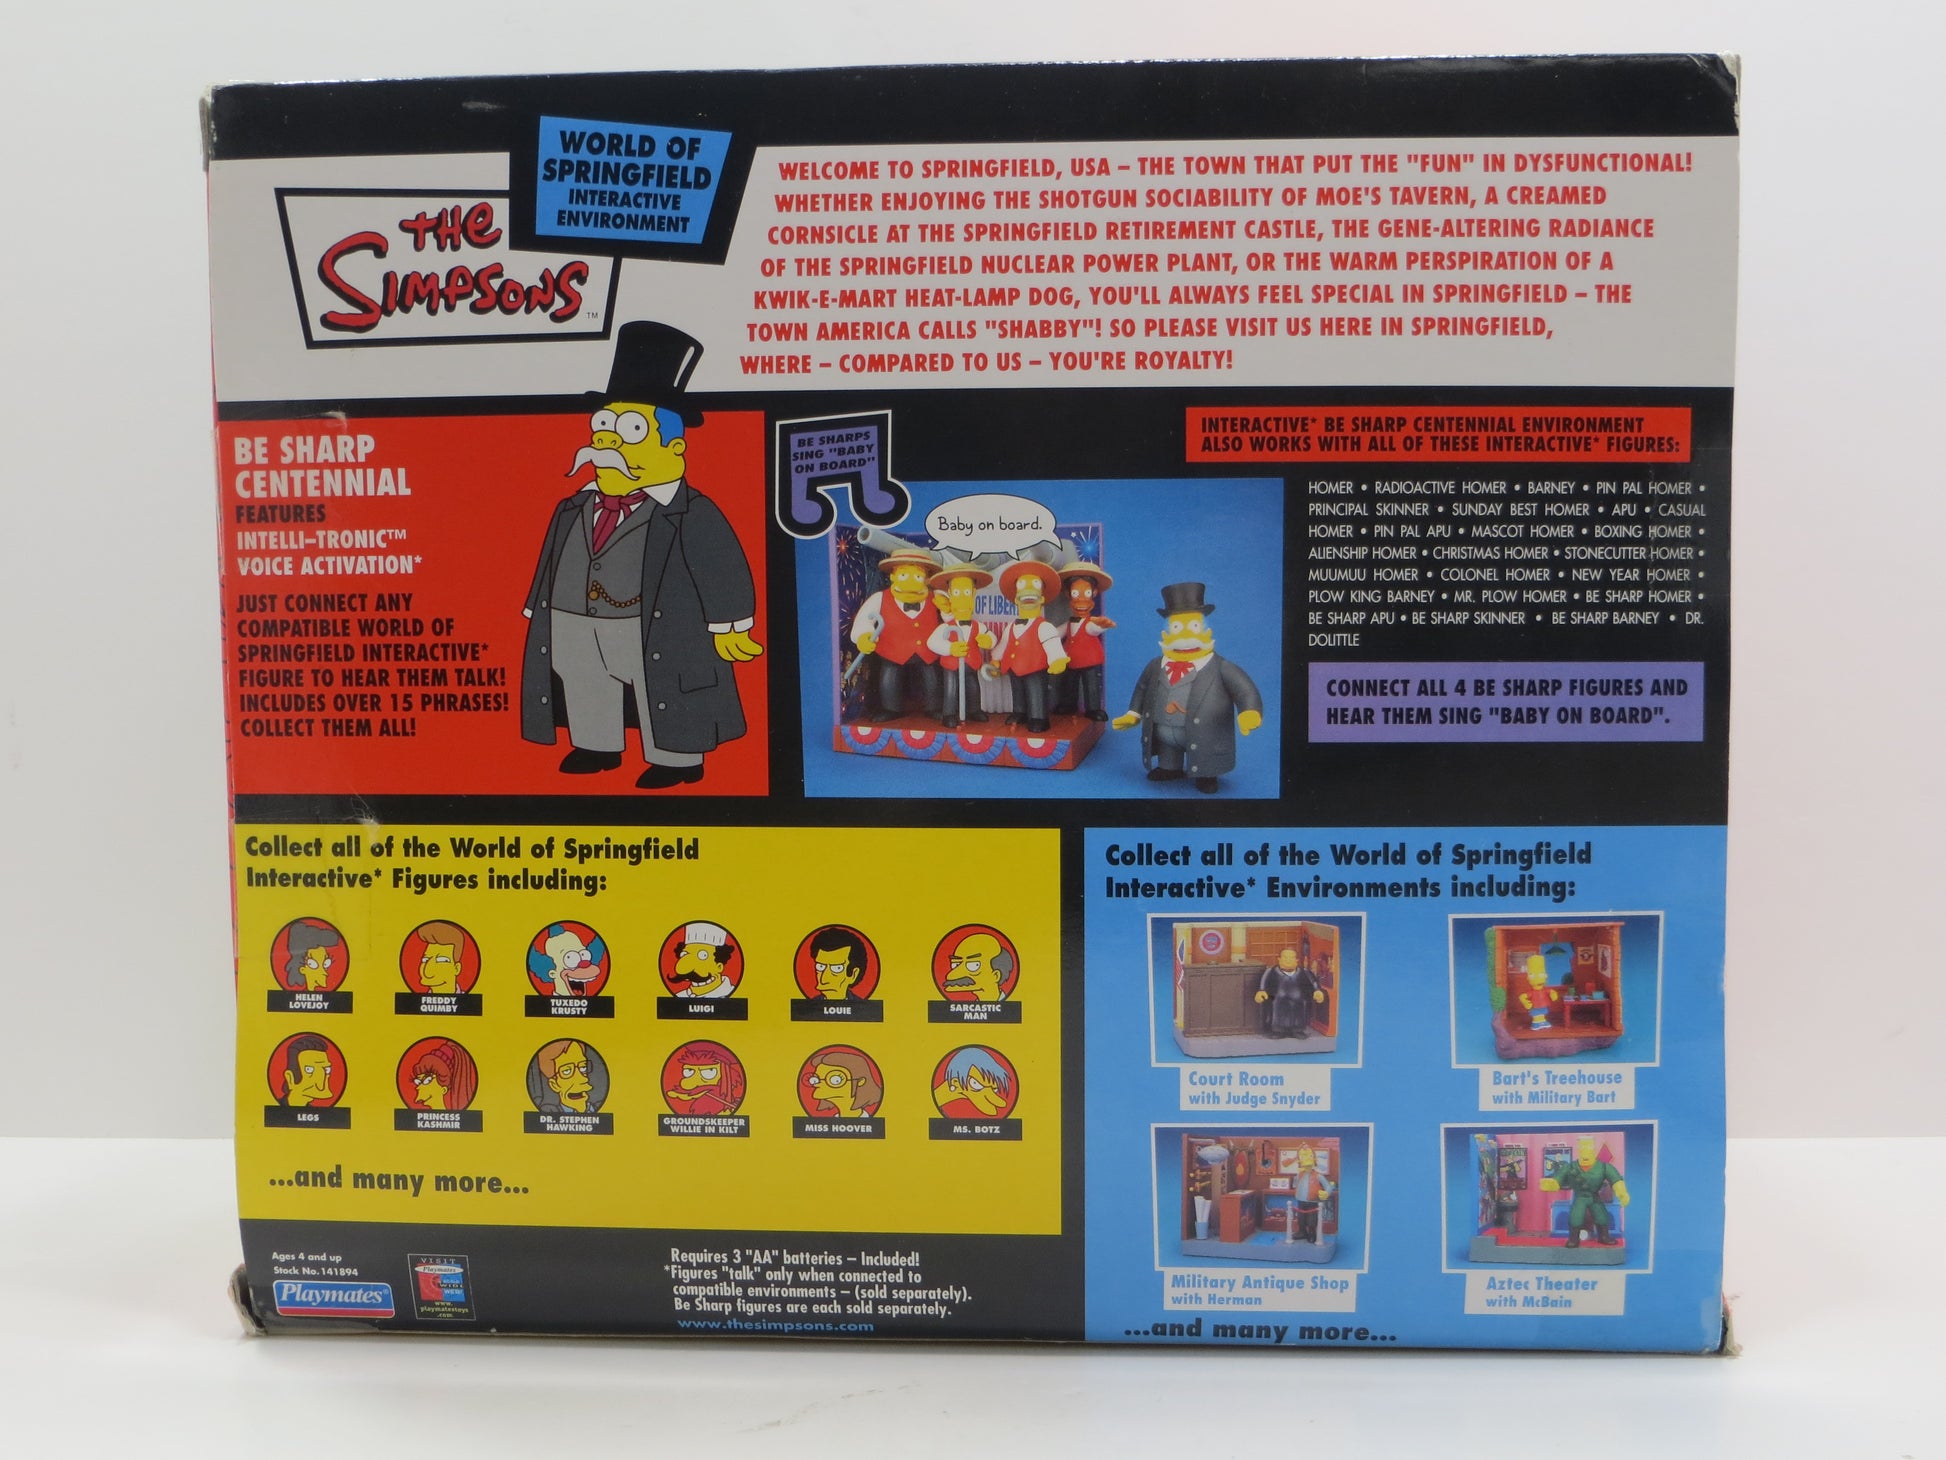 THE
SIMPSONS
TM
WORLD OF
SPRINGFIELD
INTERACTIVE
ENVIRONMENT
WELCOME TO SPRINGFIELD, USA – THE TOWN THAT PUT THE "FUN" IN DYSFUNCTIONAL!
WHETHER ENJOYING THE SHOTGUN SOCIABILITY OF MOE'S TAVERN, A CREAMED
CORNSICLE AT THE SPRINGFIELD RETIREMENT CASTLE, THE GENE-ALTERING RADIANCE
OF THE SPRINGFIELD NUCLEAR POWER PLANT, OR THE WARM PERSPIRATION OF A
KWIK-E-MART HEAT-LAMP DOG, YOU'LL ALWAYS FEEL SPECIAL IN SPRINGFIELD – THE
TOWN AMERICA CALLS "SHABBY"! SO PLEASE VISIT US HERE IN SPRINGFIELD,
WHERE – COMPARED TO US – YOU'RE ROYALTY!
BE SHARP
CENTENNIAL
FEATURES
INTELLI–TRONIC™
VOICE ACTIVATION*
JUST CONNECT ANY
COMPATIBLE WORLD OF
SPRINGFIELD INTERACTIVE*
FIGURE TO HEAR THEM TALK!
INCLUDES OVER 15 PHRASES!
COLLECT THEM ALL!
BE SHARPS
SING "BABY
ON BOARD"
Baby on board.
OF LIBER
INTERACTIVE* BE SHARP CENTENNIAL ENVIRONMENT
ALSO WORKS WITH ALL OF THESE INTERACTIVE* FIGURES:
HOMER • RADIOACTIVE HOMER • BARNEY • PIN PAL HOMER •
PRINCIPAL SKINNER • SUNDAY BEST HOMER • APU • CASUAL
HOMER • PIN PAL APU • MASCOT HOMER • BOXING HOMER •
ALIENSHIP HOMER • CHRISTMAS HOMER • STONECUTTER HOMER •
MUUMUU HOMER • COLONEL HOMER • NEW YEAR HOMER •
PLOW KING BARNEY • MR. PLOW HOMER • BE SHARP HOMER •
BE SHARP APU • BE SHARP SKINNER • BE SHARP BARNEY • DR.
DOLITTLE
CONNECT ALL 4 BE SHARP FIGURES AND
HEAR THEM SING "BABY ON BOARD".
Collect all of the World of Springfield
Interactive* Figures including:
HELEN
LOVEJOY
FREDDY
QUIMBY
TUXEDO
KRUSTY
LUIGI
LOUIE
SARCASTIC
MAN
LEGS
PRINCESS
KASHMIR
DR. STEPHEN
HAWKING
GROUNDSKEEPER
WILLIE IN KILT
MISS HOOVER
MS. BOTZ
...and many more...
Collect all of the World of Springfield
Interactive* Environments including:
Court Room
with Judge Snyder
Bart's Treehouse
with Military Bart
Military Antique Shop
with Herman
Aztec Theater
with McBain
...and many more...
Ages 4 and up
Stock No. 141894
Playmates®
VISIT
Playmates
www.
playmatestoys
.com
Requires 3 "AA" batteries – Included!
*Figures "talk" only when connected to
compatible environments – (sold separately).
Be Sharp figures are each sold separately.
www.thesimpsons.com